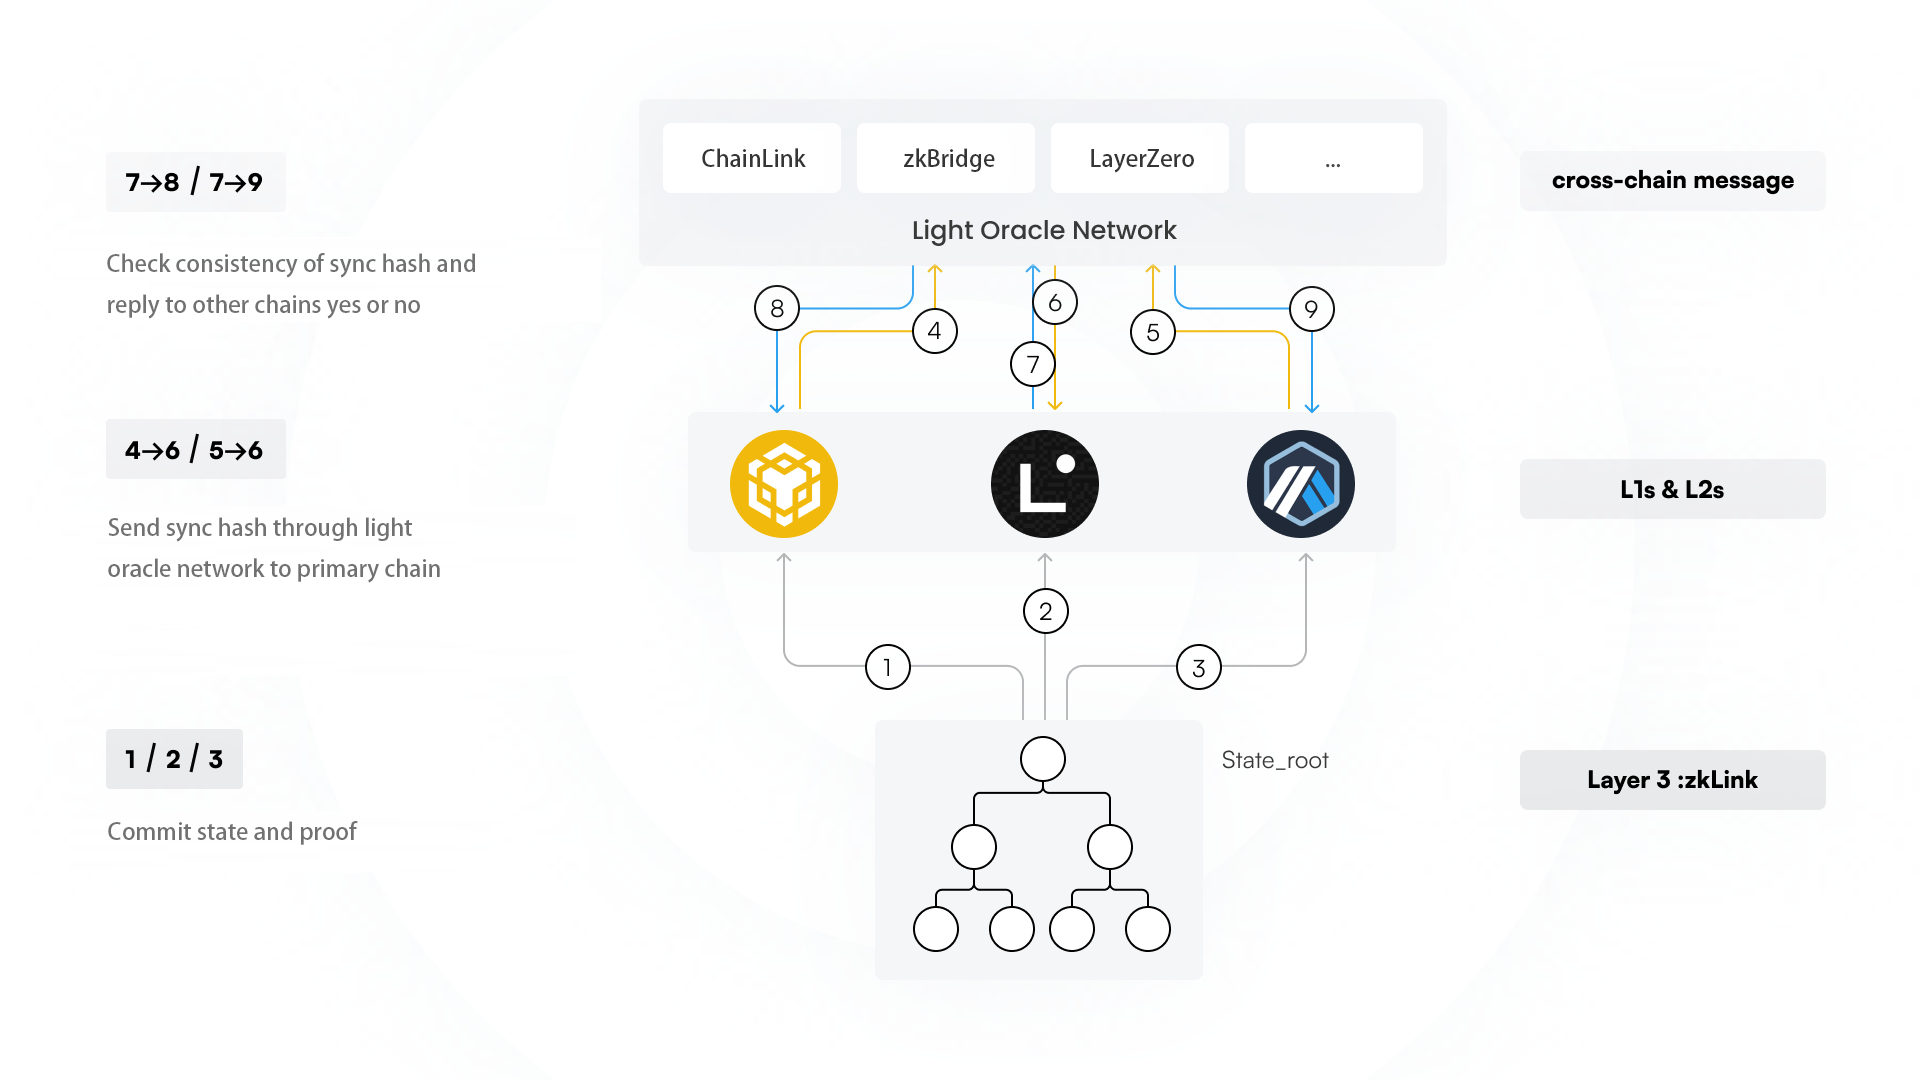 ChainLink
zkBridge
LayerZero
...
Light Oracle Network
7→8 / 7→9
cross-chain message
Check consistency of sync hash and
reply to other chains yes or no
8
4
6
7
5
9
4→6 / 5→6
L
L1s & L2s
Send sync hash through light
oracle network to primary chain
1
2
3
1 / 2 / 3
State_root
Layer 3 :zkLink
Commit state and proof